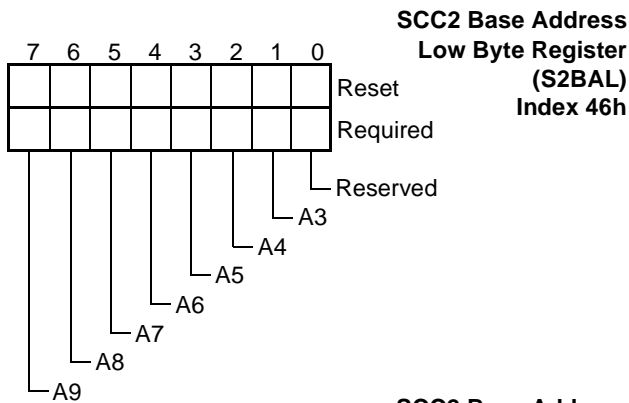 SCC2 Base Address
Low Byte Register
(S2BAL)
Index 46h
7 6 5 4 3 2 1 0
Reset
Required
Reserved
A3
A4
A5
A6
A7
A8
A9